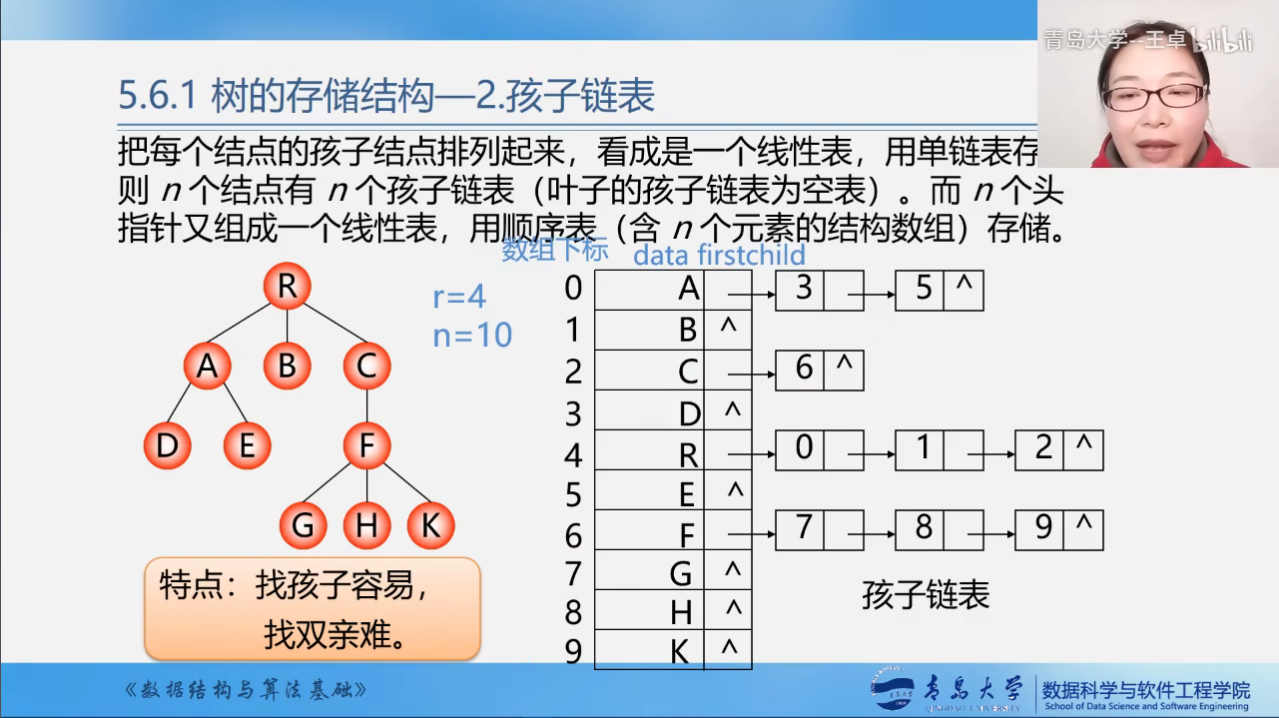 青岛大学--王卓 bilibili
5.6.1 树的存储结构—2.孩子链表
把每个结点的孩子结点排列起来，看成是一个线性表，用单链表存
则 n 个结点有 n 个孩子链表（叶子的孩子链表为空表）。而 n 个头
指针又组成一个线性表，用顺序表（含 n 个元素的结构数组）存储。
数组下标 data firstchild
R
A B C
D E F
G H K
r=4
n=10
0 A 3 5 ^
1 B ^
2 C 6 ^
3 D ^
4 R 0 1 2 ^
5 E ^
6 F 7 8 9 ^
7 G ^
8 H ^
9 K ^
孩子链表
特点：找孩子容易，
找双亲难。
《数据结构与算法基础》
青岛大学
QINGDAO UNIVERSITY
数据科学与软件工程学院
School of Data Science and Software Engineering